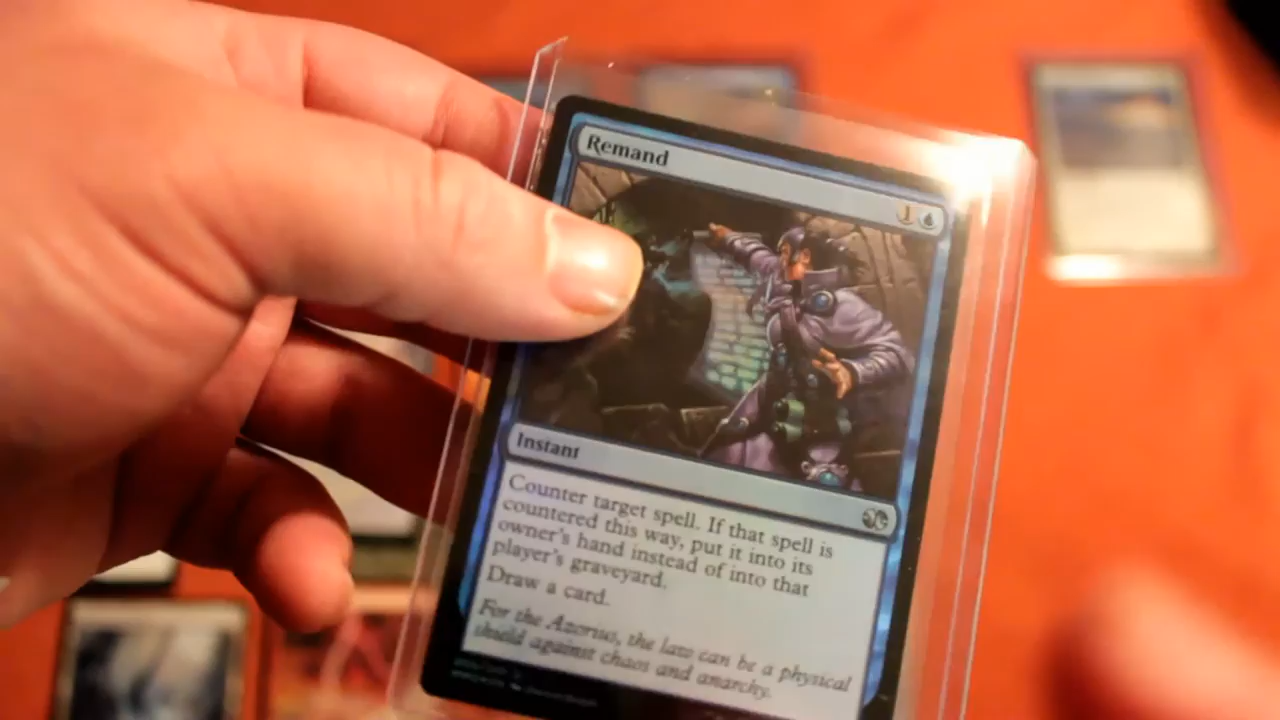 Remand
1
Instant
Counter target spell. If that spell is
countered this way, put it into its
owner's hand instead of into that
player's graveyard.
Draw a card.
For the Azorius, the law can be a physical
shield against chaos and anarchy.